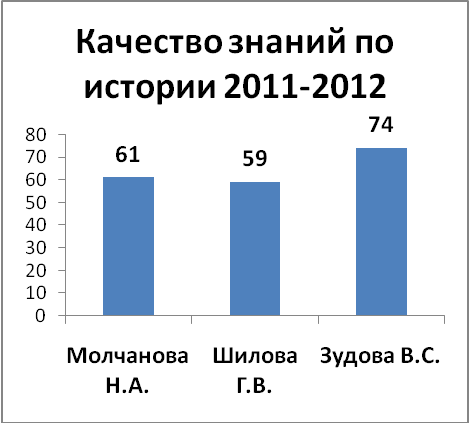 Качество знаний по
истории 2011-2012
80
70
60
50
40
30
20
10
0
61
59
74
Молчанова
Н.А.
Шилова
Г.В.
Зудова В.С.